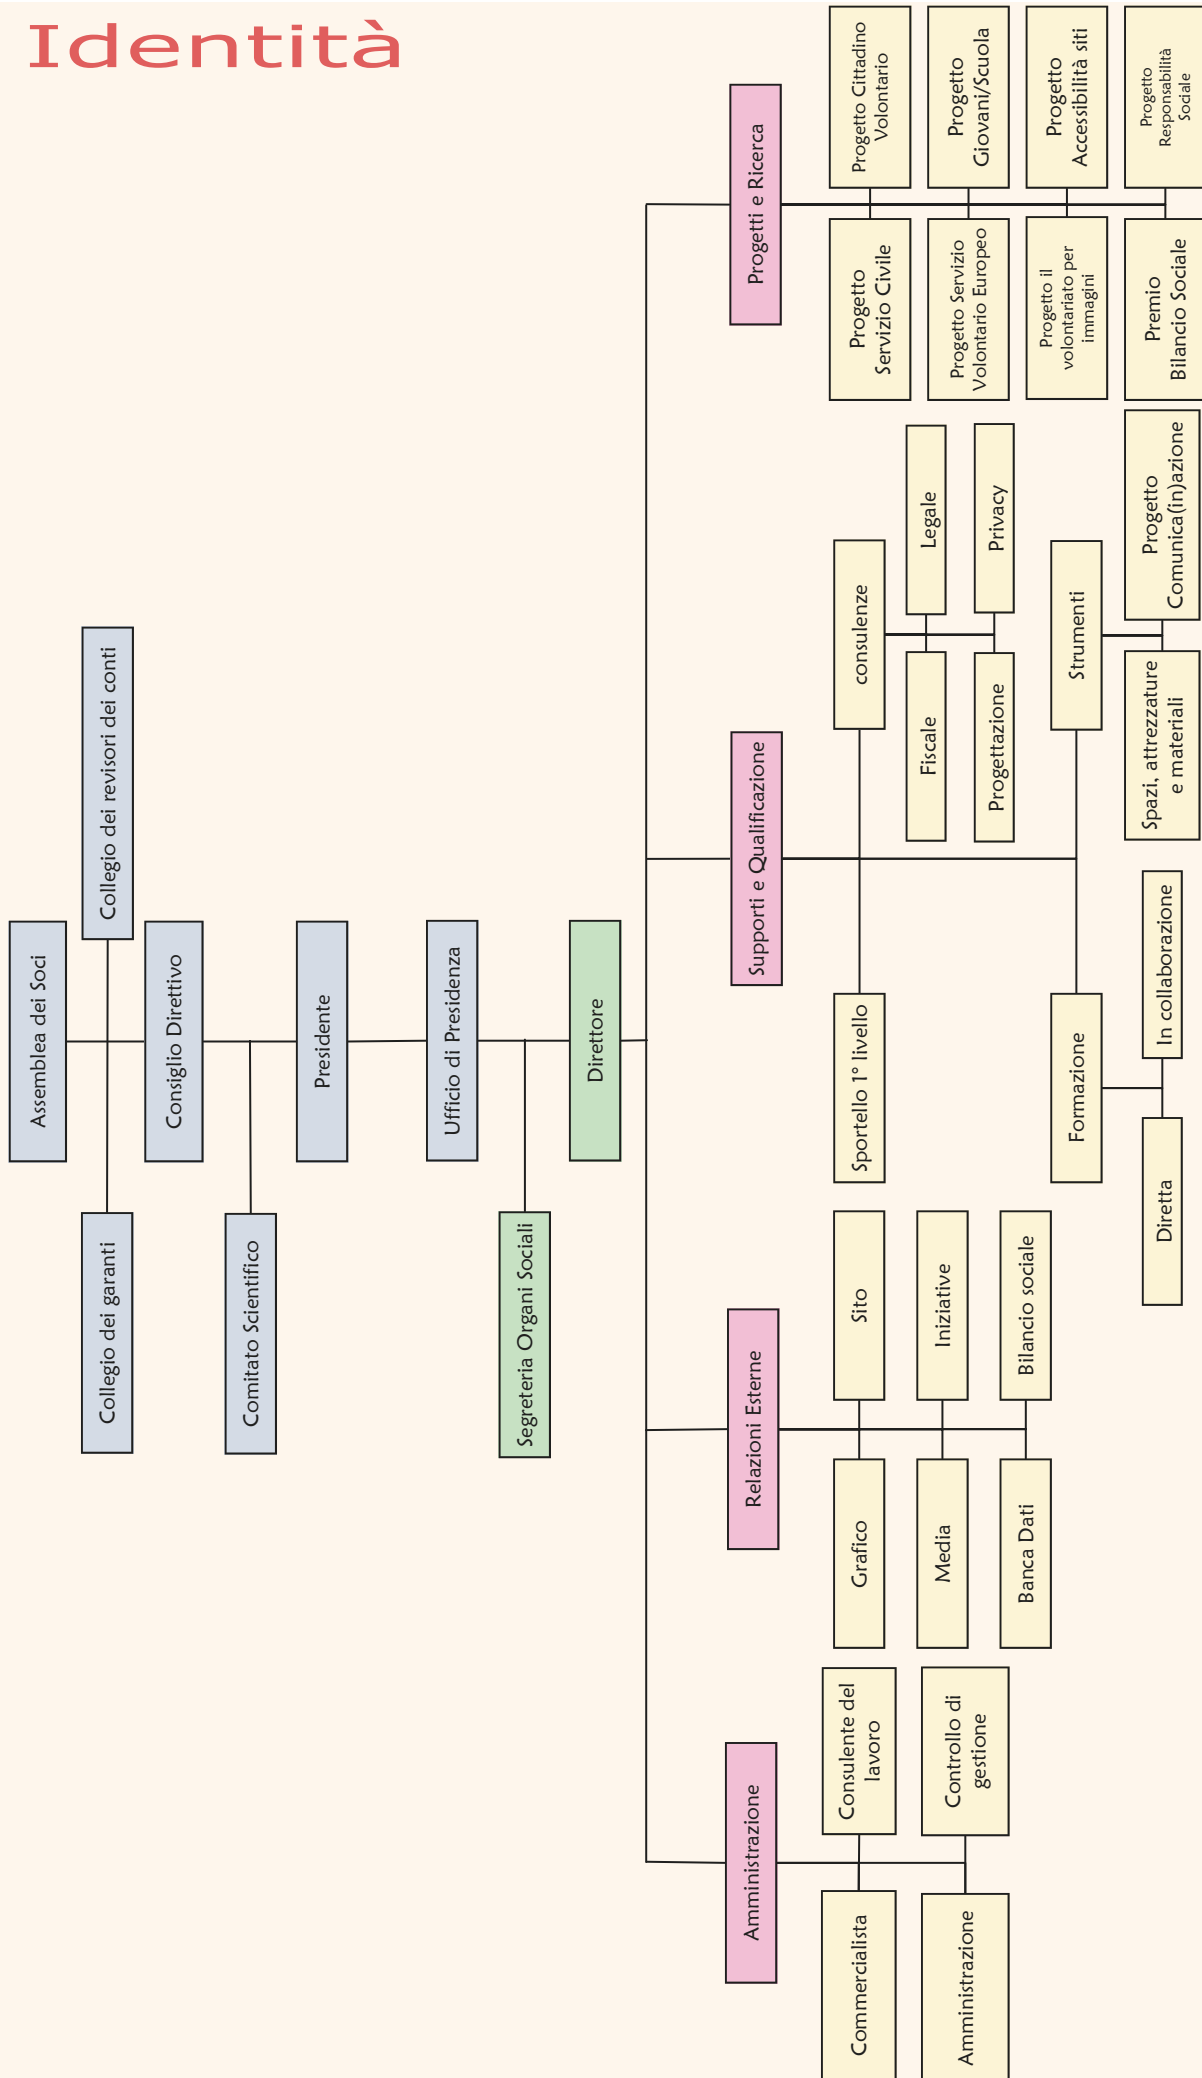 Identità
Assemblea dei Soci
Collegio dei garanti
Collegio dei revisori dei conti
Consiglio Direttivo
Comitato Scientifico
Presidente
Ufficio di Presidenza
Segreteria Organi Sociali
Direttore
Amministrazione
Commercialista
Consulente del
lavoro
Amministrazione
Controllo di
gestione
Relazioni Esterne
Grafico
Sito
Media
Iniziative
Banca Dati
Bilancio sociale
Supporti e Qualificazione
Sportello 1° livello
consulenze
Fiscale
Legale
Progettazione
Privacy
Formazione
Diretta
In collaborazione
Strumenti
Spazi, attrezzature
e materiali
Progetto
Comunica(in)azione
Progetti e Ricerca
Progetto
Servizio Civile
Progetto Cittadino
Volontario
Progetto Servizio
Volontario Europeo
Progetto
Giovani/Scuola
Progetto il
volontariato per
immagini
Progetto
Accessibilità siti
Premio
Bilancio Sociale
Progetto
Responsabilità
Sociale